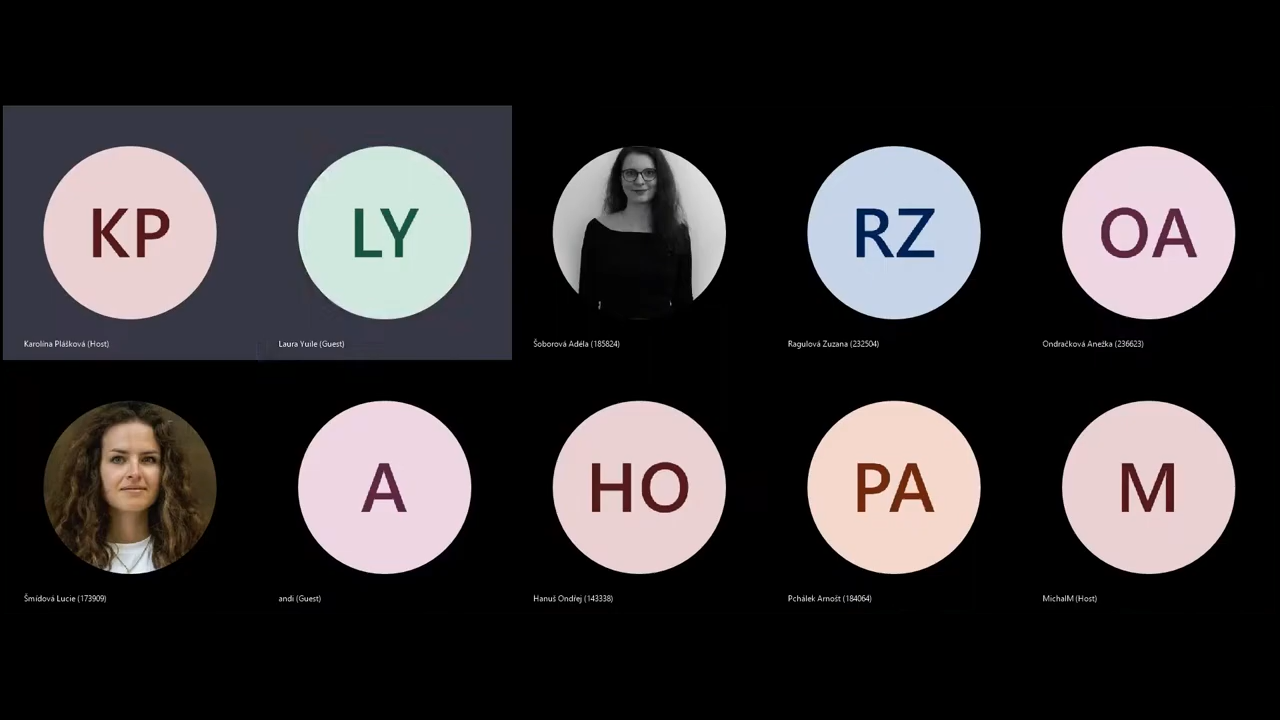 KP
LY
RZ
OA
Karolína Plášková (Host)
Laura Yuile (Guest)
Šoborová Adéla (185824)
Ragulová Zuzana (232504)
Ondračková Anežka (236623)
A
HO
PA
M
Šmídová Lucie (173909)
andi (Guest)
Hanuš Ondřej (143338)
Pchálek Arnošt (184064)
MichalM (Host)